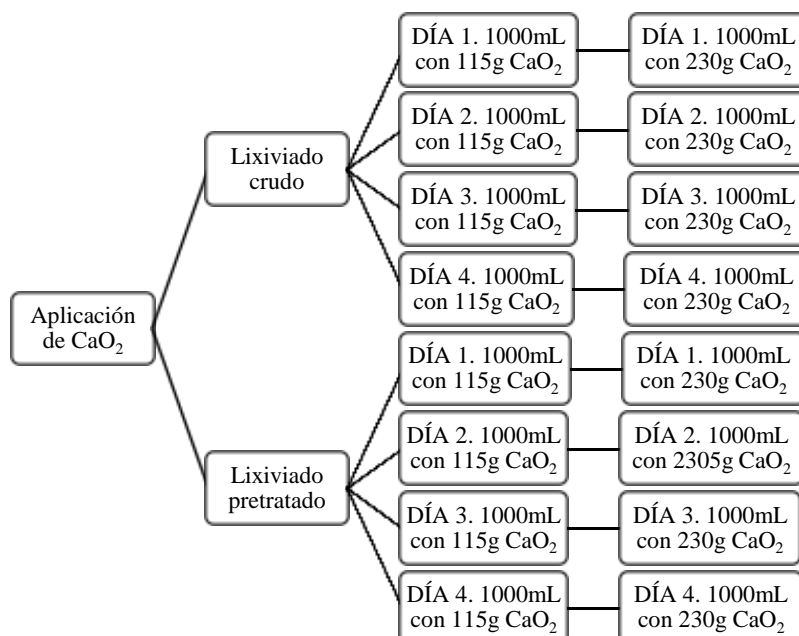 DÍA 1. 1000mL
con 115g CaO₂
DÍA 1. 1000mL
con 230g CaO₂
DÍA 2. 1000mL
con 115g CaO₂
DÍA 2. 1000mL
con 230g CaO₂
Lixiviado
crudo
DÍA 3. 1000mL
con 115g CaO₂
DÍA 3. 1000mL
con 230g CaO₂
DÍA 4. 1000mL
con 115g CaO₂
DÍA 4. 1000mL
con 230g CaO₂
Aplicación
de CaO₂
DÍA 1. 1000mL
con 115g CaO₂
DÍA 1. 1000mL
con 230g CaO₂
DÍA 2. 1000mL
con 115g CaO₂
DÍA 2. 1000mL
con 2305g CaO₂
Lixiviado
pretratado
DÍA 3. 1000mL
con 115g CaO₂
DÍA 3. 1000mL
con 230g CaO₂
DÍA 4. 1000mL
con 115g CaO₂
DÍA 4. 1000mL
con 230g CaO₂